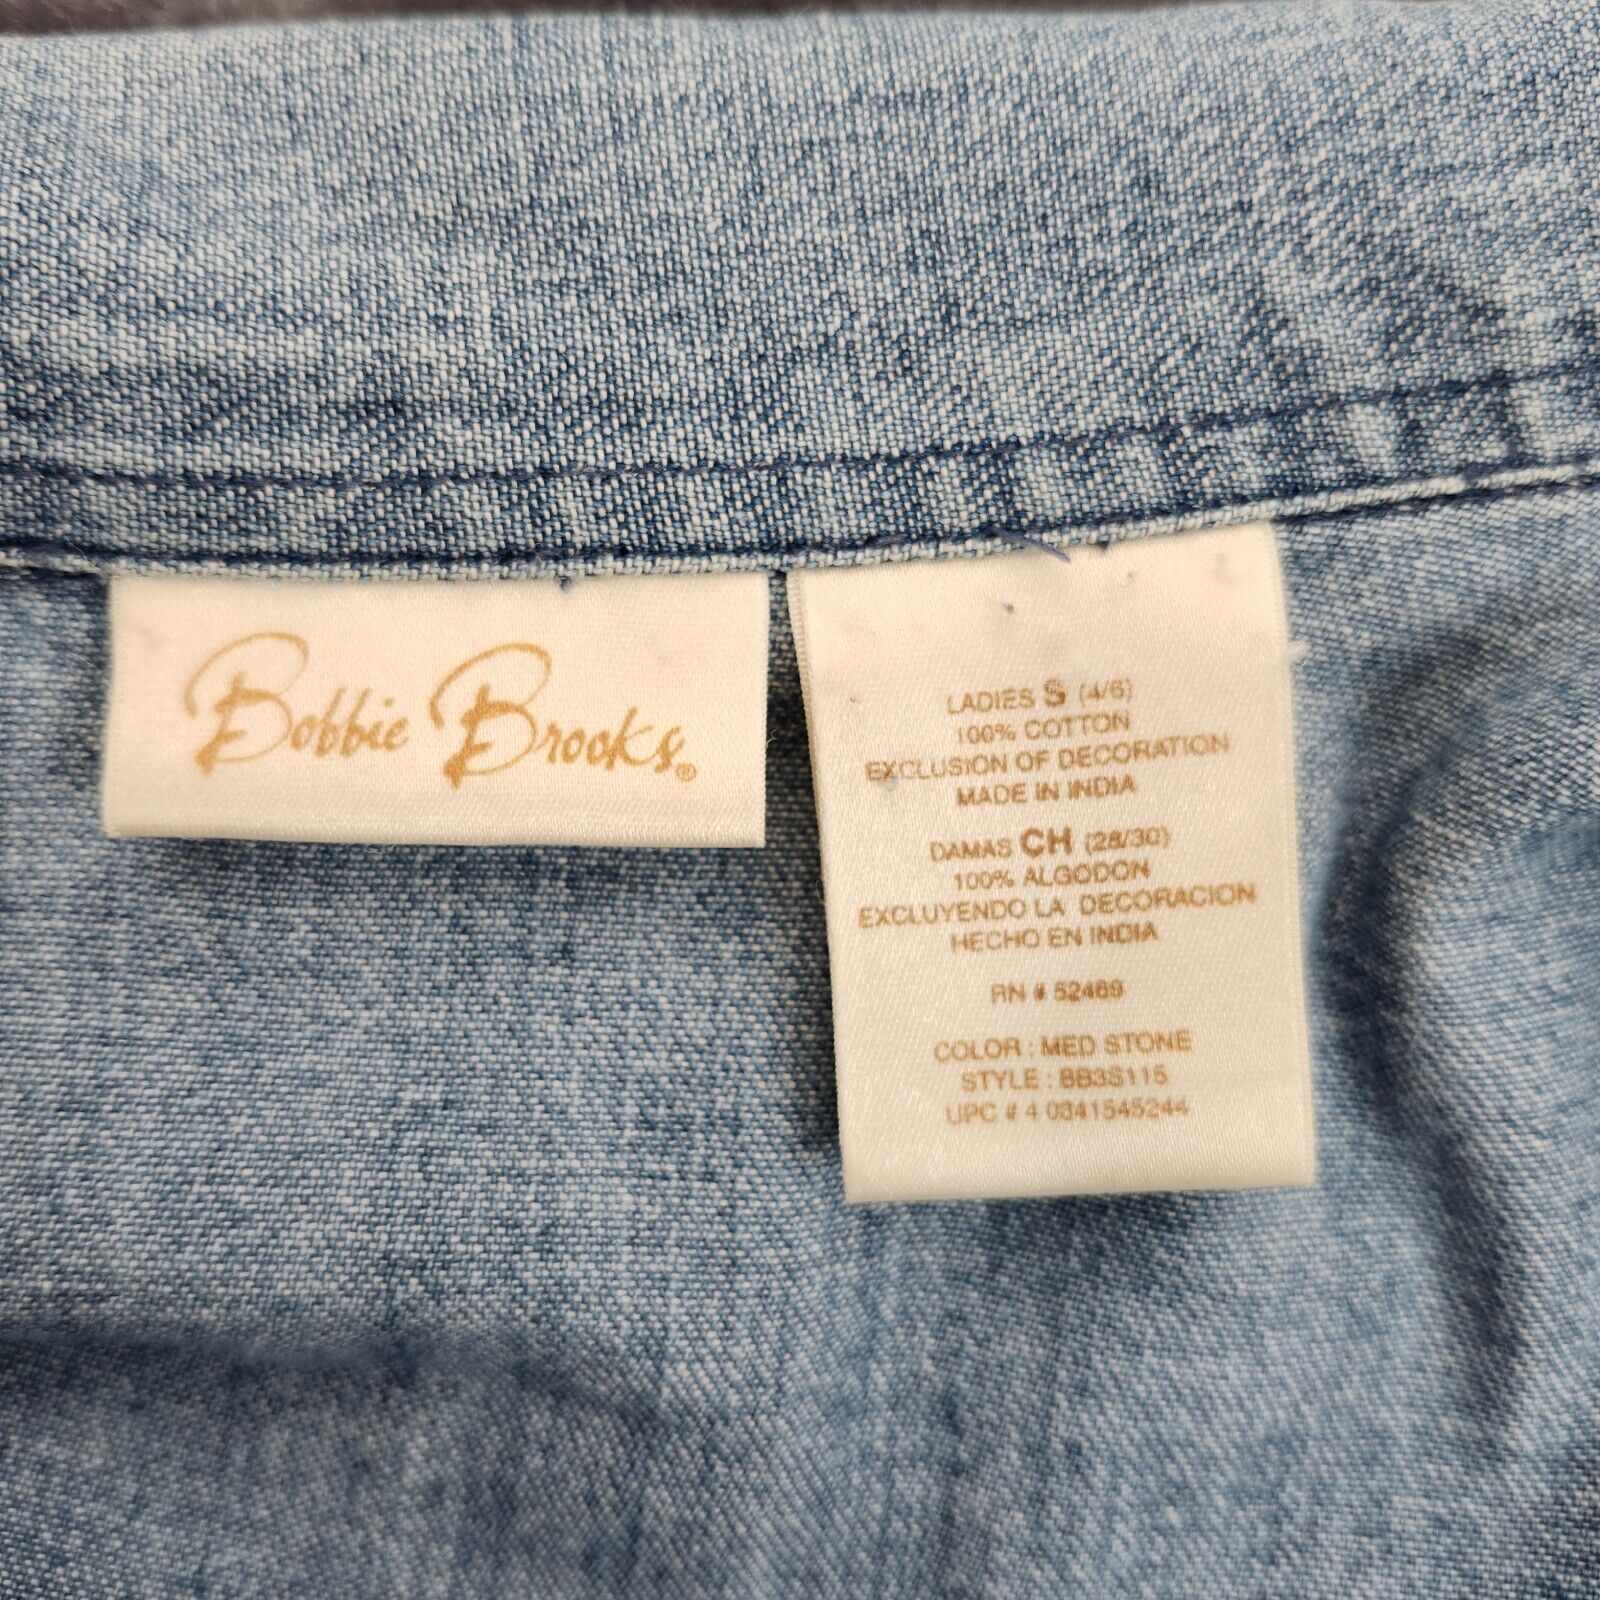 Bobbie Brooks®
LADIES S (4/6)
100% COTTON
EXCLUSION OF DECORATION
MADE IN INDIA
DAMAS CH (28/30)
100% ALGODON
EXCLUYENDO LA DECORACION
HECHO EN INDIA
RN # 52469
COLOR : MED STONE
STYLE : BB3S115
UPC # 4 0341545244